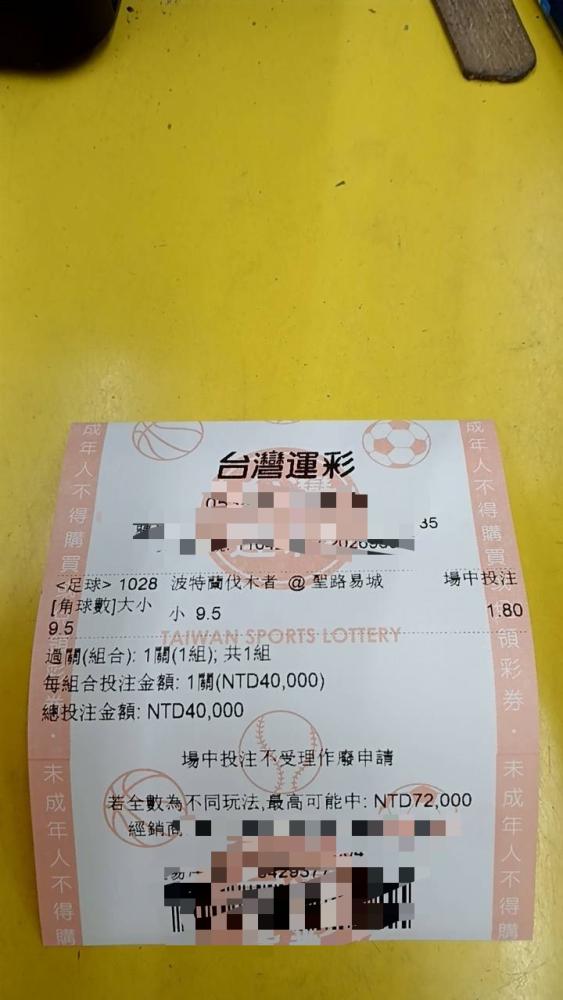 台灣運彩
35
<足球> 1028 波特蘭伐木者 @ 聖路易城 場中投注
[角球數]大小 小 9.5 1.80
9.5
TAIWAN SPORTS LOTTERY
過關(組合): 1關(1組); 共1組
每組合投注金額: 1關(NTD40,000)
總投注金額: NTD40,000
場中投注不受理作廢申請
若全數為不同玩法,最高可能中: NTD72,000
經銷商
成年人不得購買
領彩券・未成年人不得購
成年人不得購買
領彩券・未成年人不得購